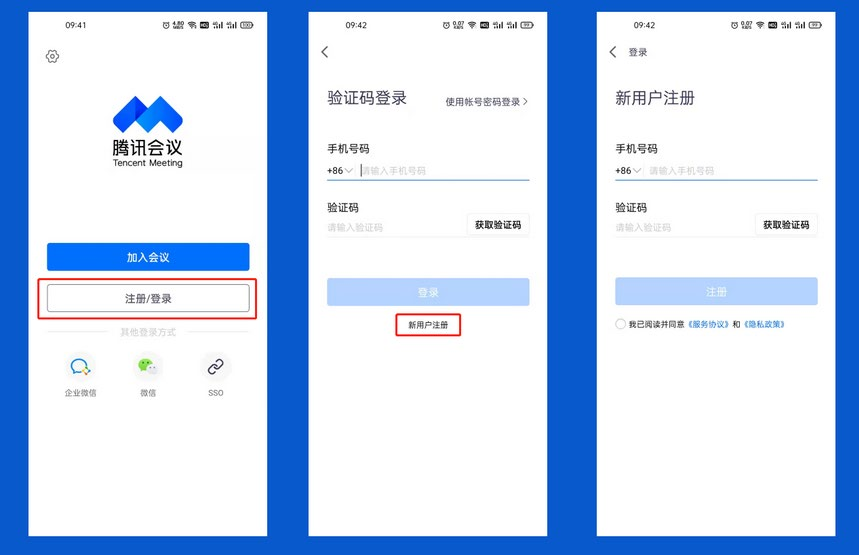 09:41
100
腾讯会议
Tencent Meeting
加入会议
注册/登录
其他登录方式
企业微信
微信
SSO
09:42
99
验证码登录
使用帐号密码登录
手机号码
+86
请输入手机号码
验证码
请输入验证码
获取验证码
登录
新用户注册
09:42
99
登录
新用户注册
手机号码
+86
请输入手机号码
验证码
请输入验证码
获取验证码
注册
我已阅读并同意《服务协议》和《隐私政策》